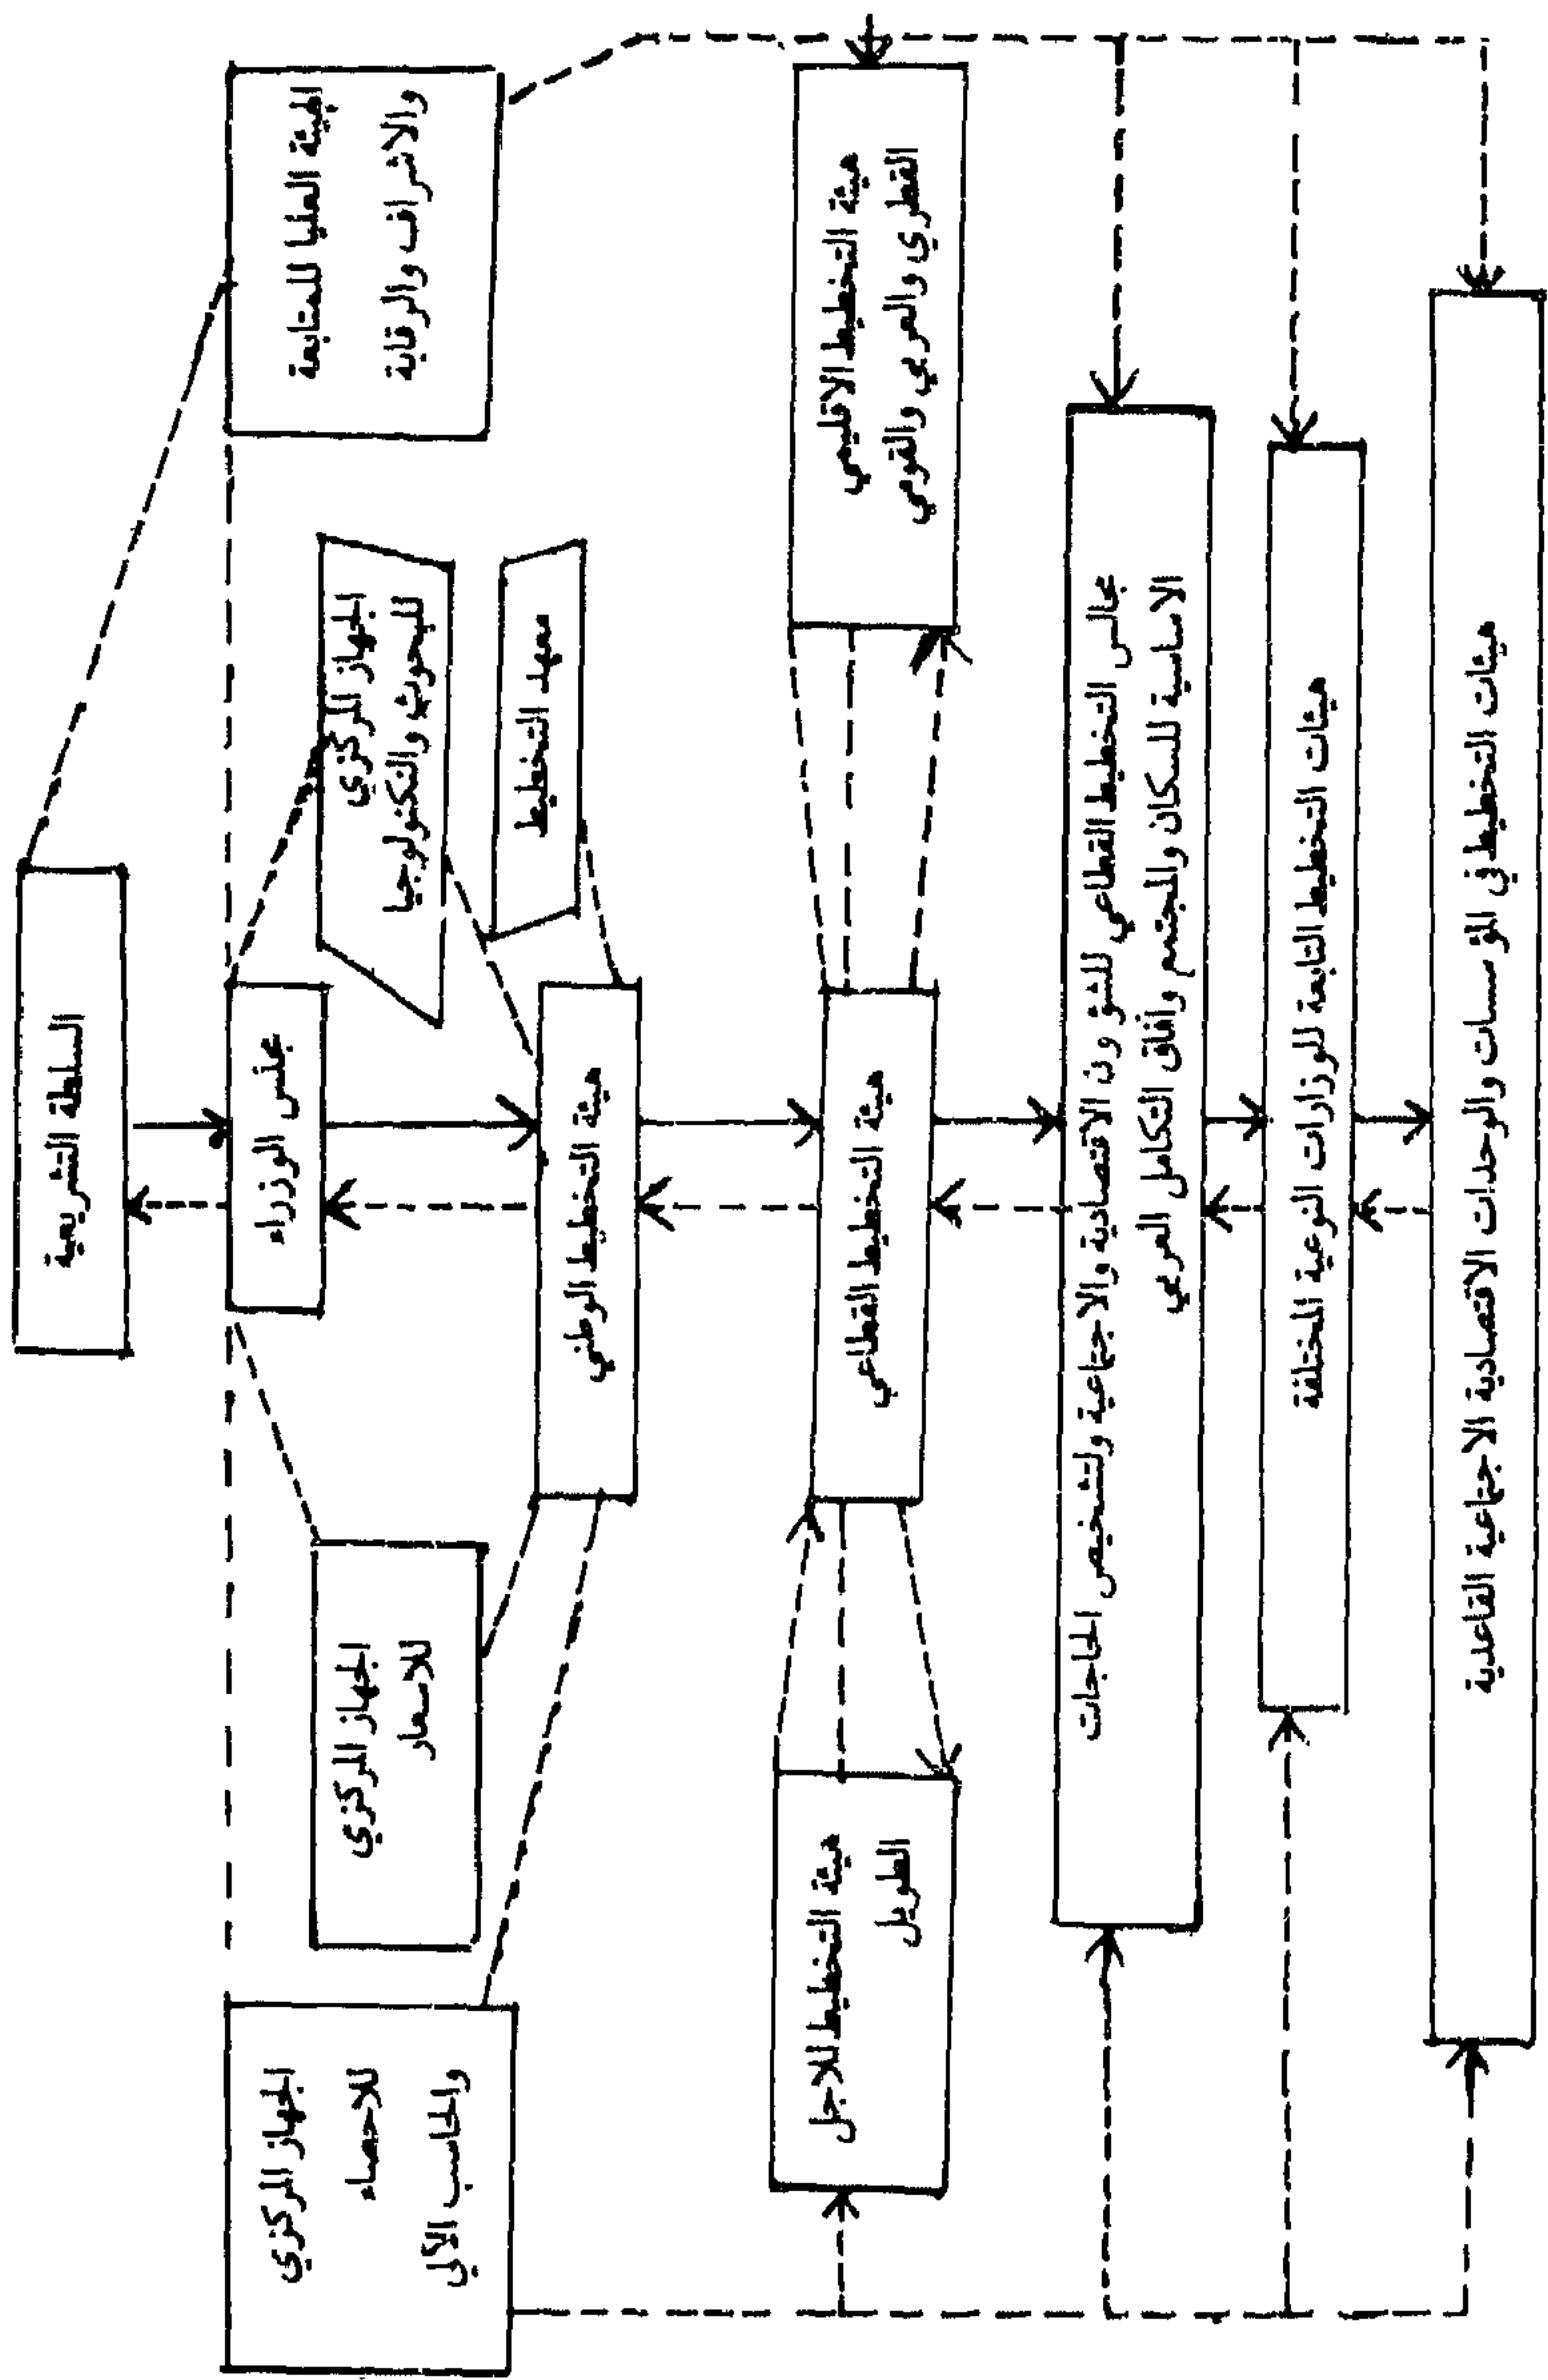 السلطة التشريعية
مجلس الوزراء
الهيئة العليا للمتابعة
والاشراف والرقابة
الجهاز المركزي
للبحوث والتكنولوجيا
معهد التخطيط
الجهاز المركزي
للاسعار
الجهاز المركزي
للاحصاء
والحاسب الآلي
هيئة التخطيط الوطني
هيئة التخطيط الاقليمي
القطري والعربي والقومي
هيئة التخطيط القطاعي
هيئة التخطيط للاجل
الطويل
مجالس التخطيط القطاعي للشؤون الاقتصادية والاجتماعية ولتشخيص الحاجات
الاساسية للسكان والمجتمع وافاق التكامل العربي
هيئات التخطيط التابعة للوزارات النوعية المختلفة
هيئات التخطيط في المؤسسات والوحدات الاقتصادية الاجتماعية القاعدية